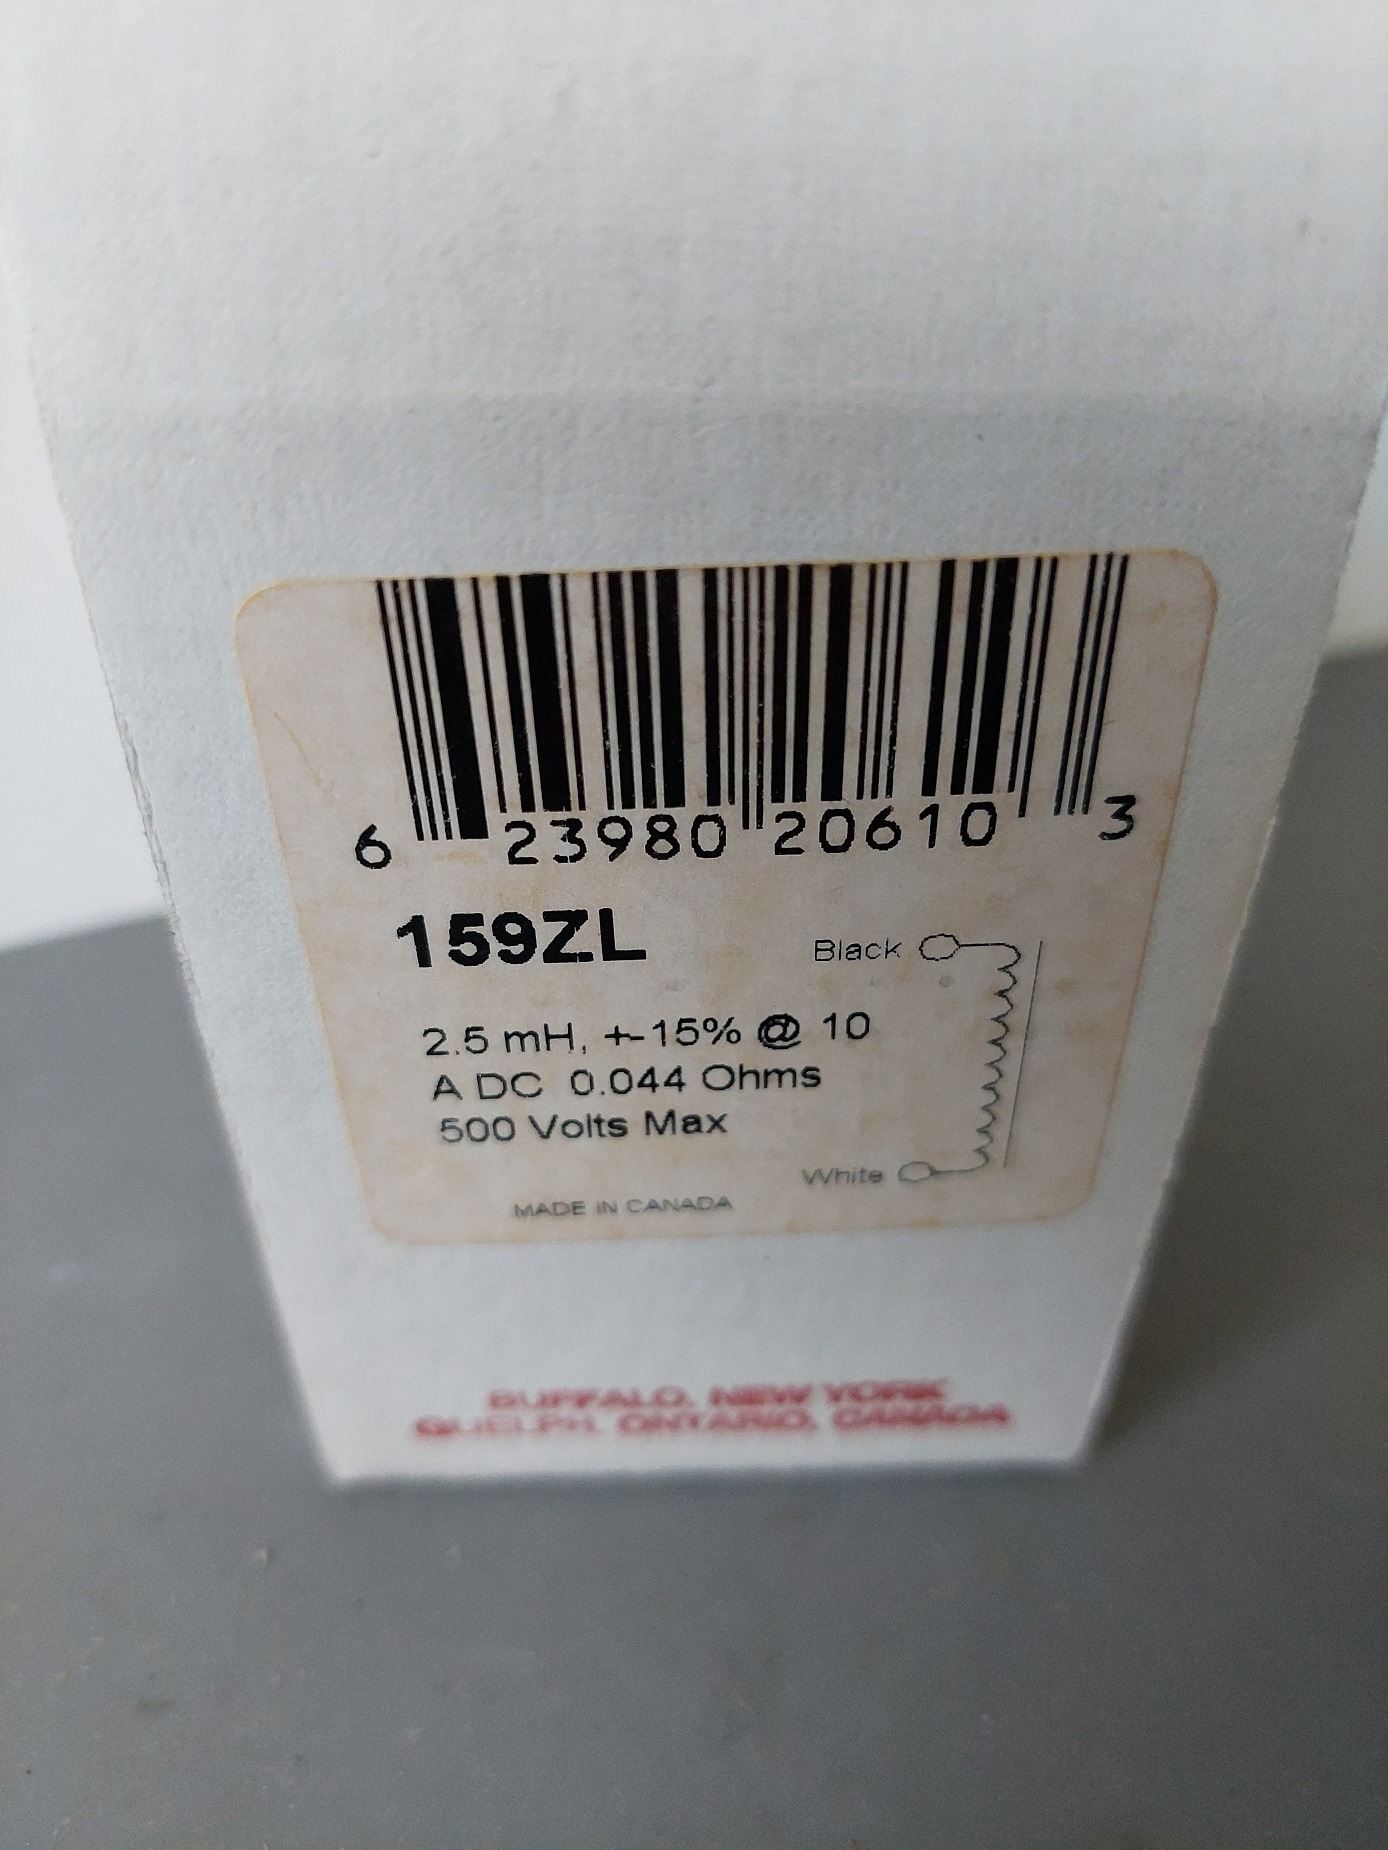 6 23980 20610 3
159ZL
Black
2.5 mH, +-15% @ 10
A DC 0.044 Ohms
500 Volts Max
White
MADE IN CANADA
BUFFALO, NEW YORK
GUELPH, ONTARIO, CANADA